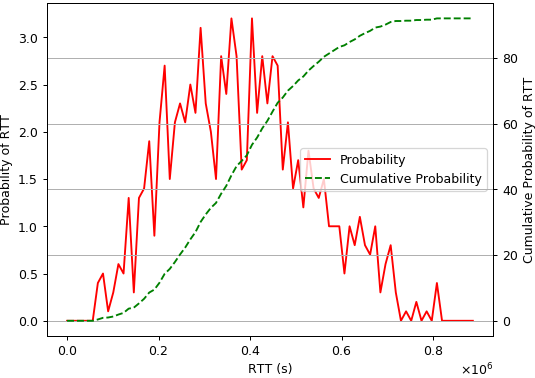 3.0
2.5
2.0
1.5
1.0
0.5
0.0
Probability of RTT
80
60
40
20
0
Cumulative Probability of RTT
Probability
Cumulative Probability
0.0 0.2 0.4 0.6 0.8
RTT (s)
×10⁶